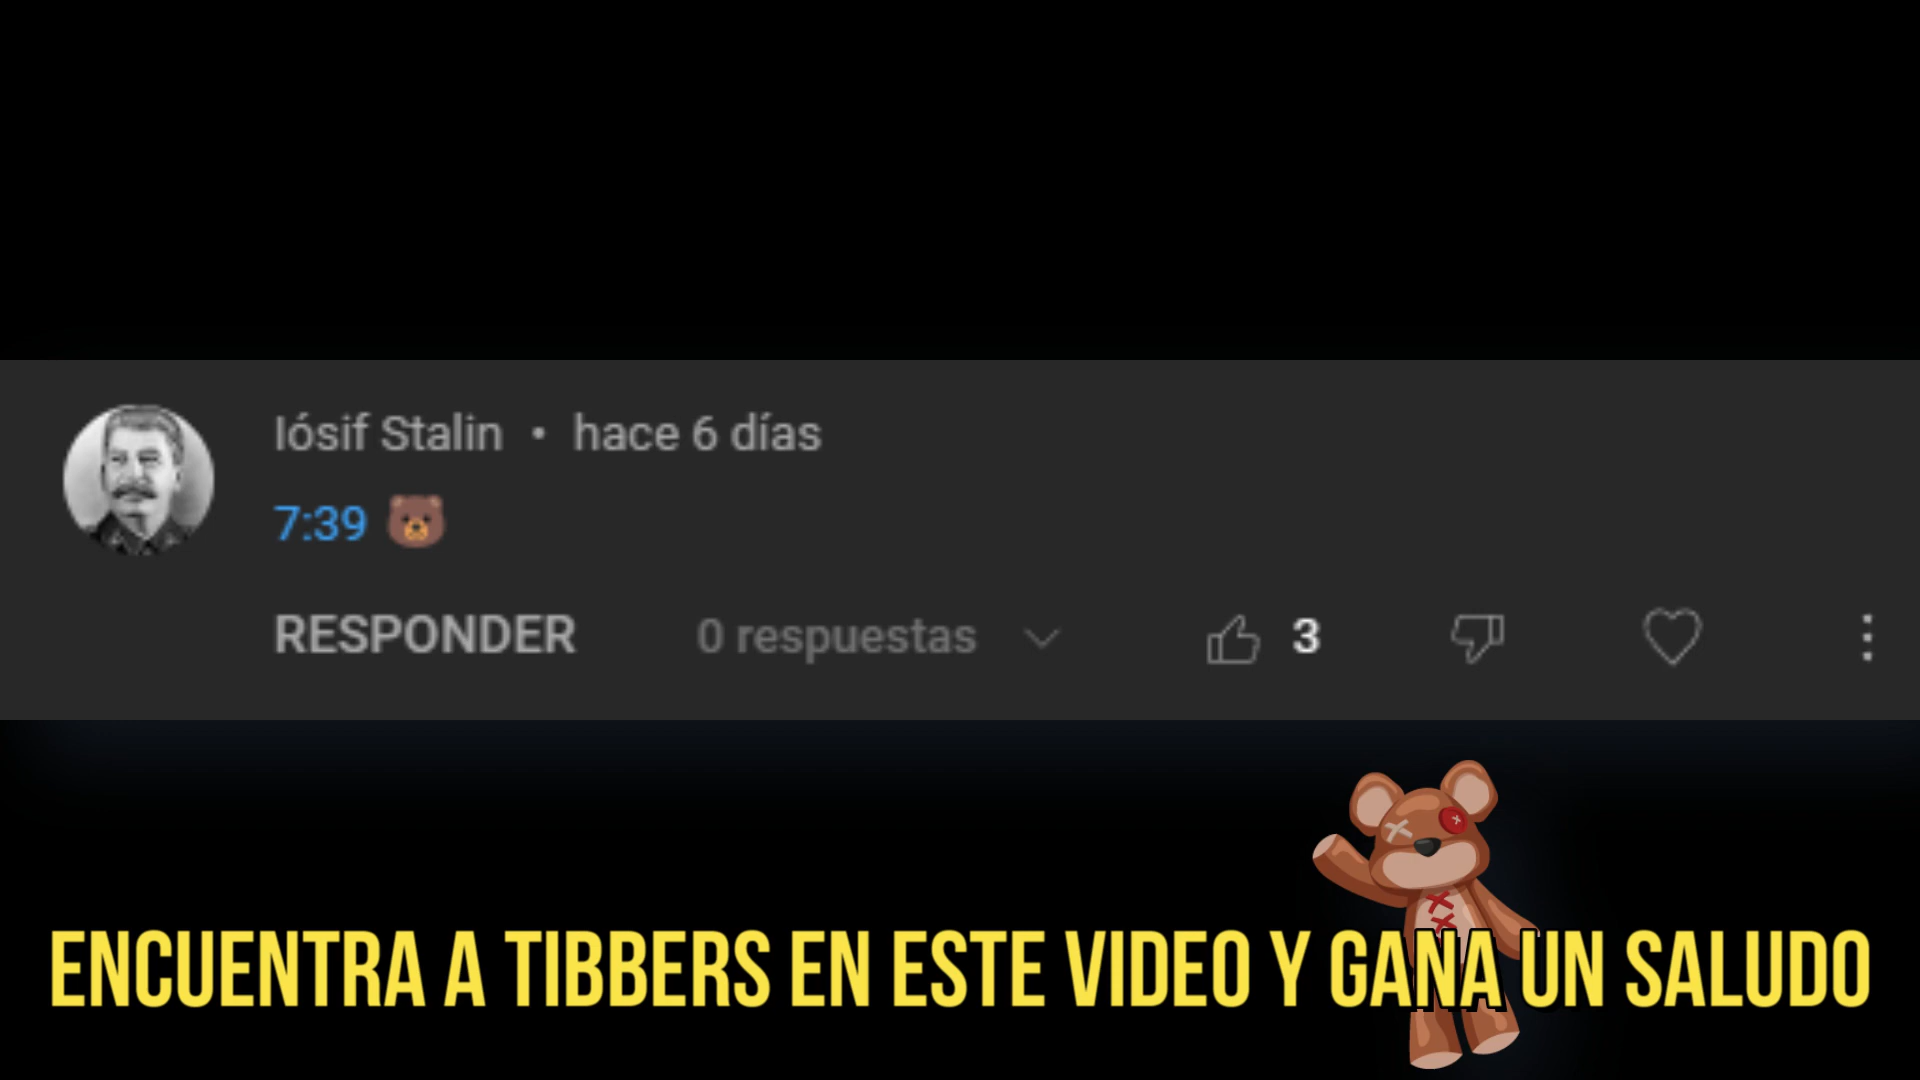 Iósif Stalin • hace 6 días
7:39 🐻
RESPONDER 0 respuestas 3
ENCUENTRA A TIBBERS EN ESTE VIDEO Y GANA UN SALUDO